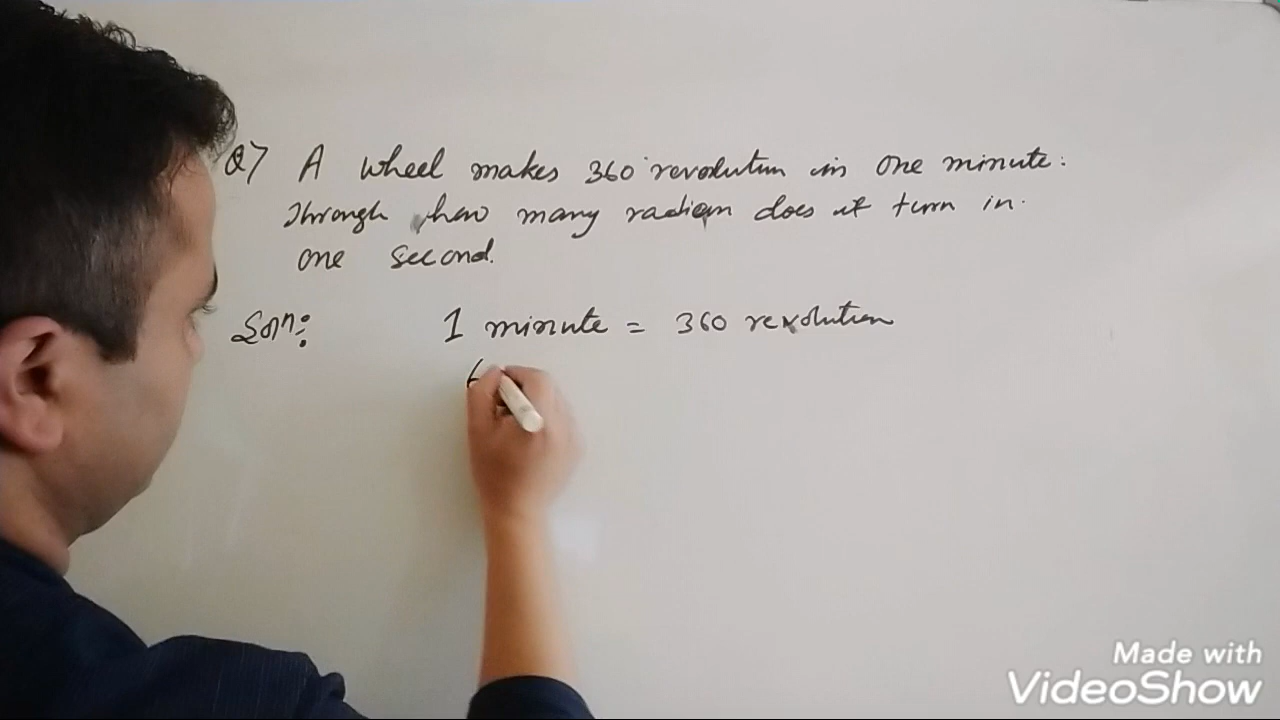 Q7 A wheel makes 360 revolution in one minute.
Through how many radian does it turn in
one second.
Solⁿ: 1 minute = 360 revolution
6
Made with
VideoShow